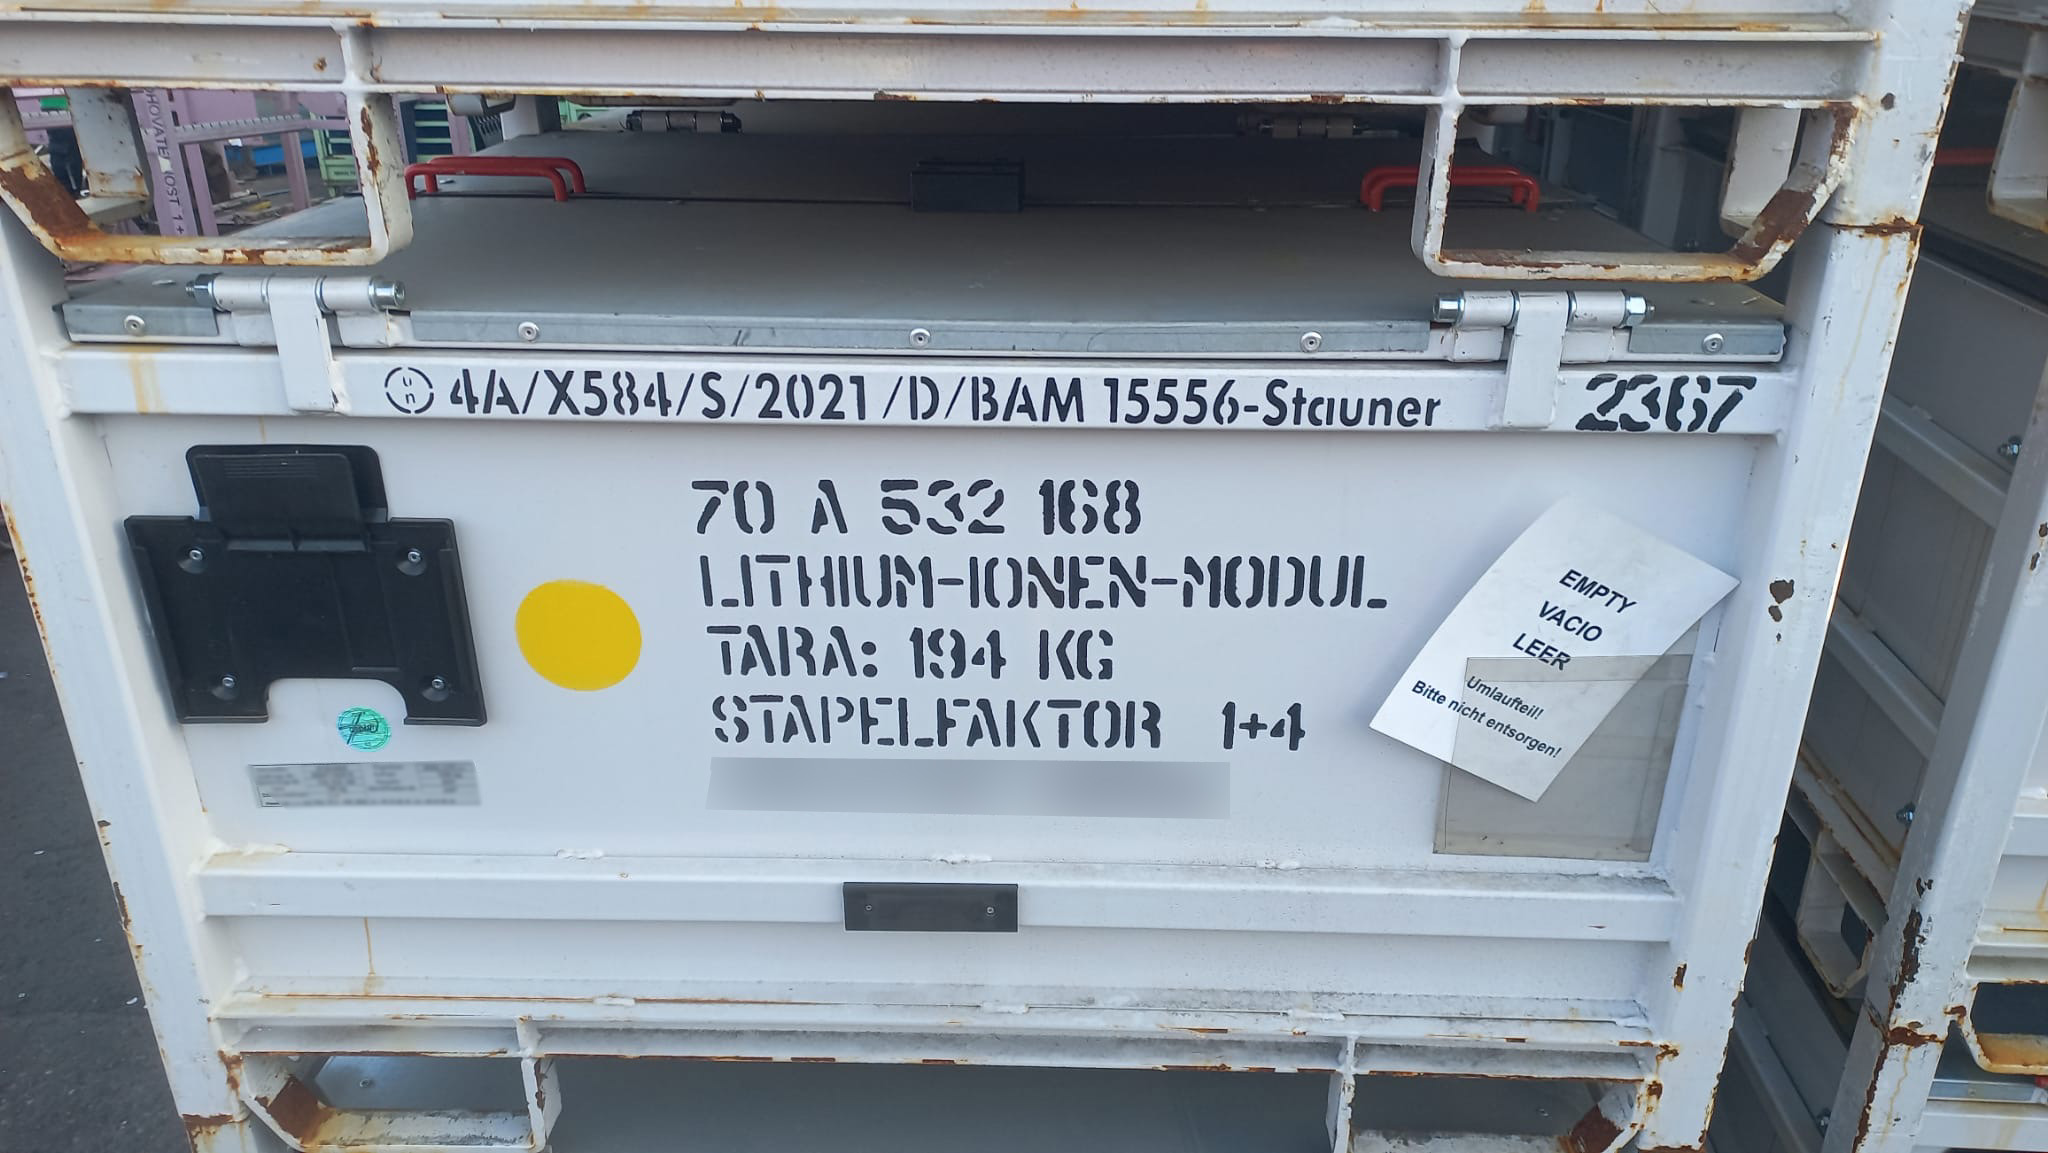 un 4A/X584/S/2021/D/BAM 15556-Stauner
2367
70 A 532 168
LITHIUM-IONEN-MODUL
TARA: 194 KG
STAPELFAKTOR 1+4
EMPTY
VACIO
LEER
Umlaufteil!
Bitte nicht entsorgen!